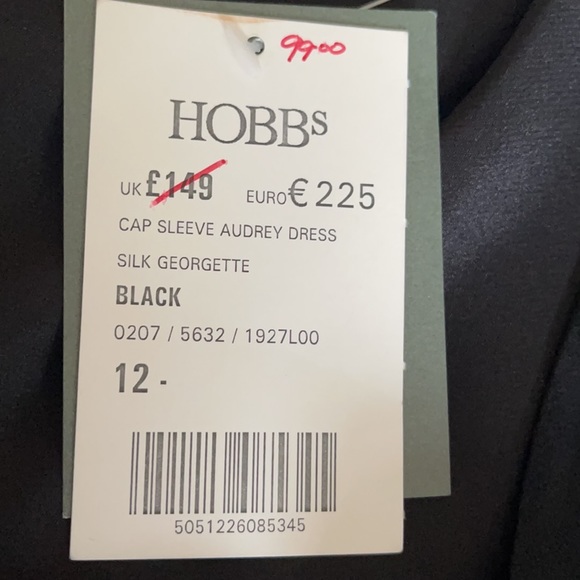 99.00
HOBBS
UK £149 EURO € 225
CAP SLEEVE AUDREY DRESS
SILK GEORGETTE
BLACK
0207 / 5632 / 1927L00
12 -
5051226085345